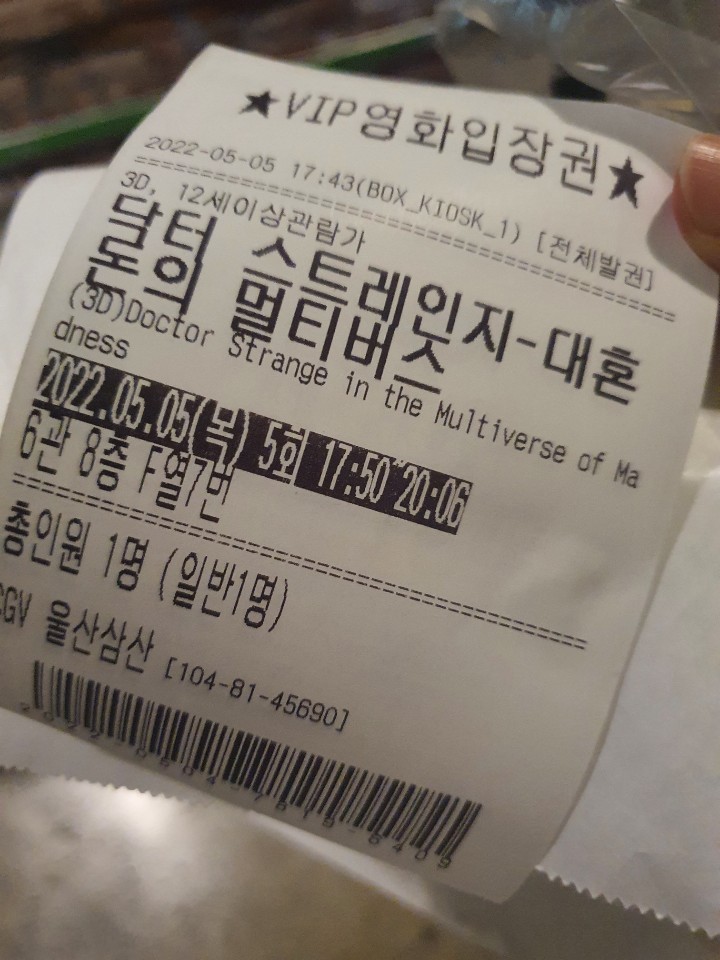 ★VIP영화입장권★
2022-05-05 17:43(BOX_KIOSK_1) [전체발권]
3D, 12세이상관람가
닥터 스트레인지-대혼
돈의 멀티버스
(3D)Doctor Strange in the Multiverse of Ma
dness
2022.05.05(목) 5회 17:50~20:06
6관 8층 F열7번
총인원 1명 (일반1명)
CGV 울산삼산 [104-81-45690]